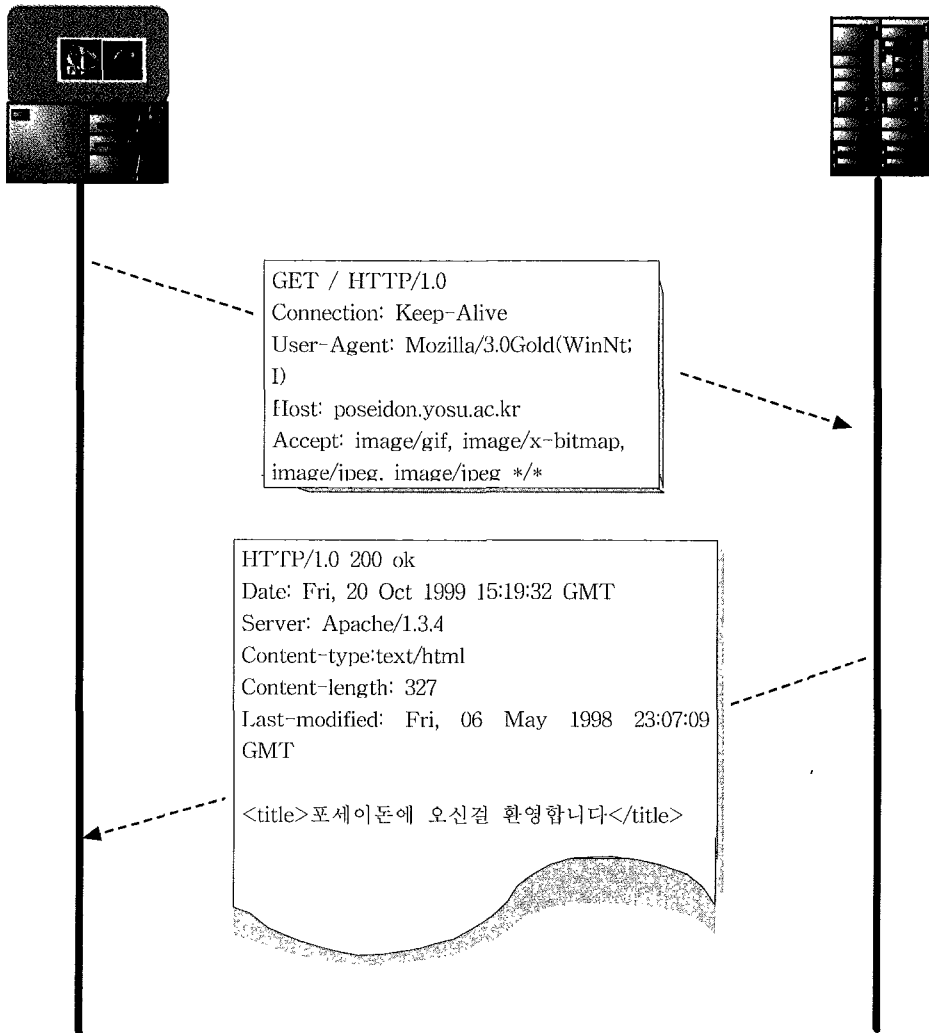 GET / HTTP/1.0
Connection: Keep-Alive
User-Agent: Mozilla/3.0Gold(WinNt;
I)
Host: poseidon.yosu.ac.kr
Accept: image/gif, image/x-bitmap,
image/jpeg, image/jpeg */*
HTTP/1.0 200 ok
Date: Fri, 20 Oct 1999 15:19:32 GMT
Server: Apache/1.3.4
Content-type:text/html
Content-length: 327
Last-modified: Fri, 06 May 1998 23:07:09
GMT
<title>포세이돈에 오신걸 환영합니다</title>